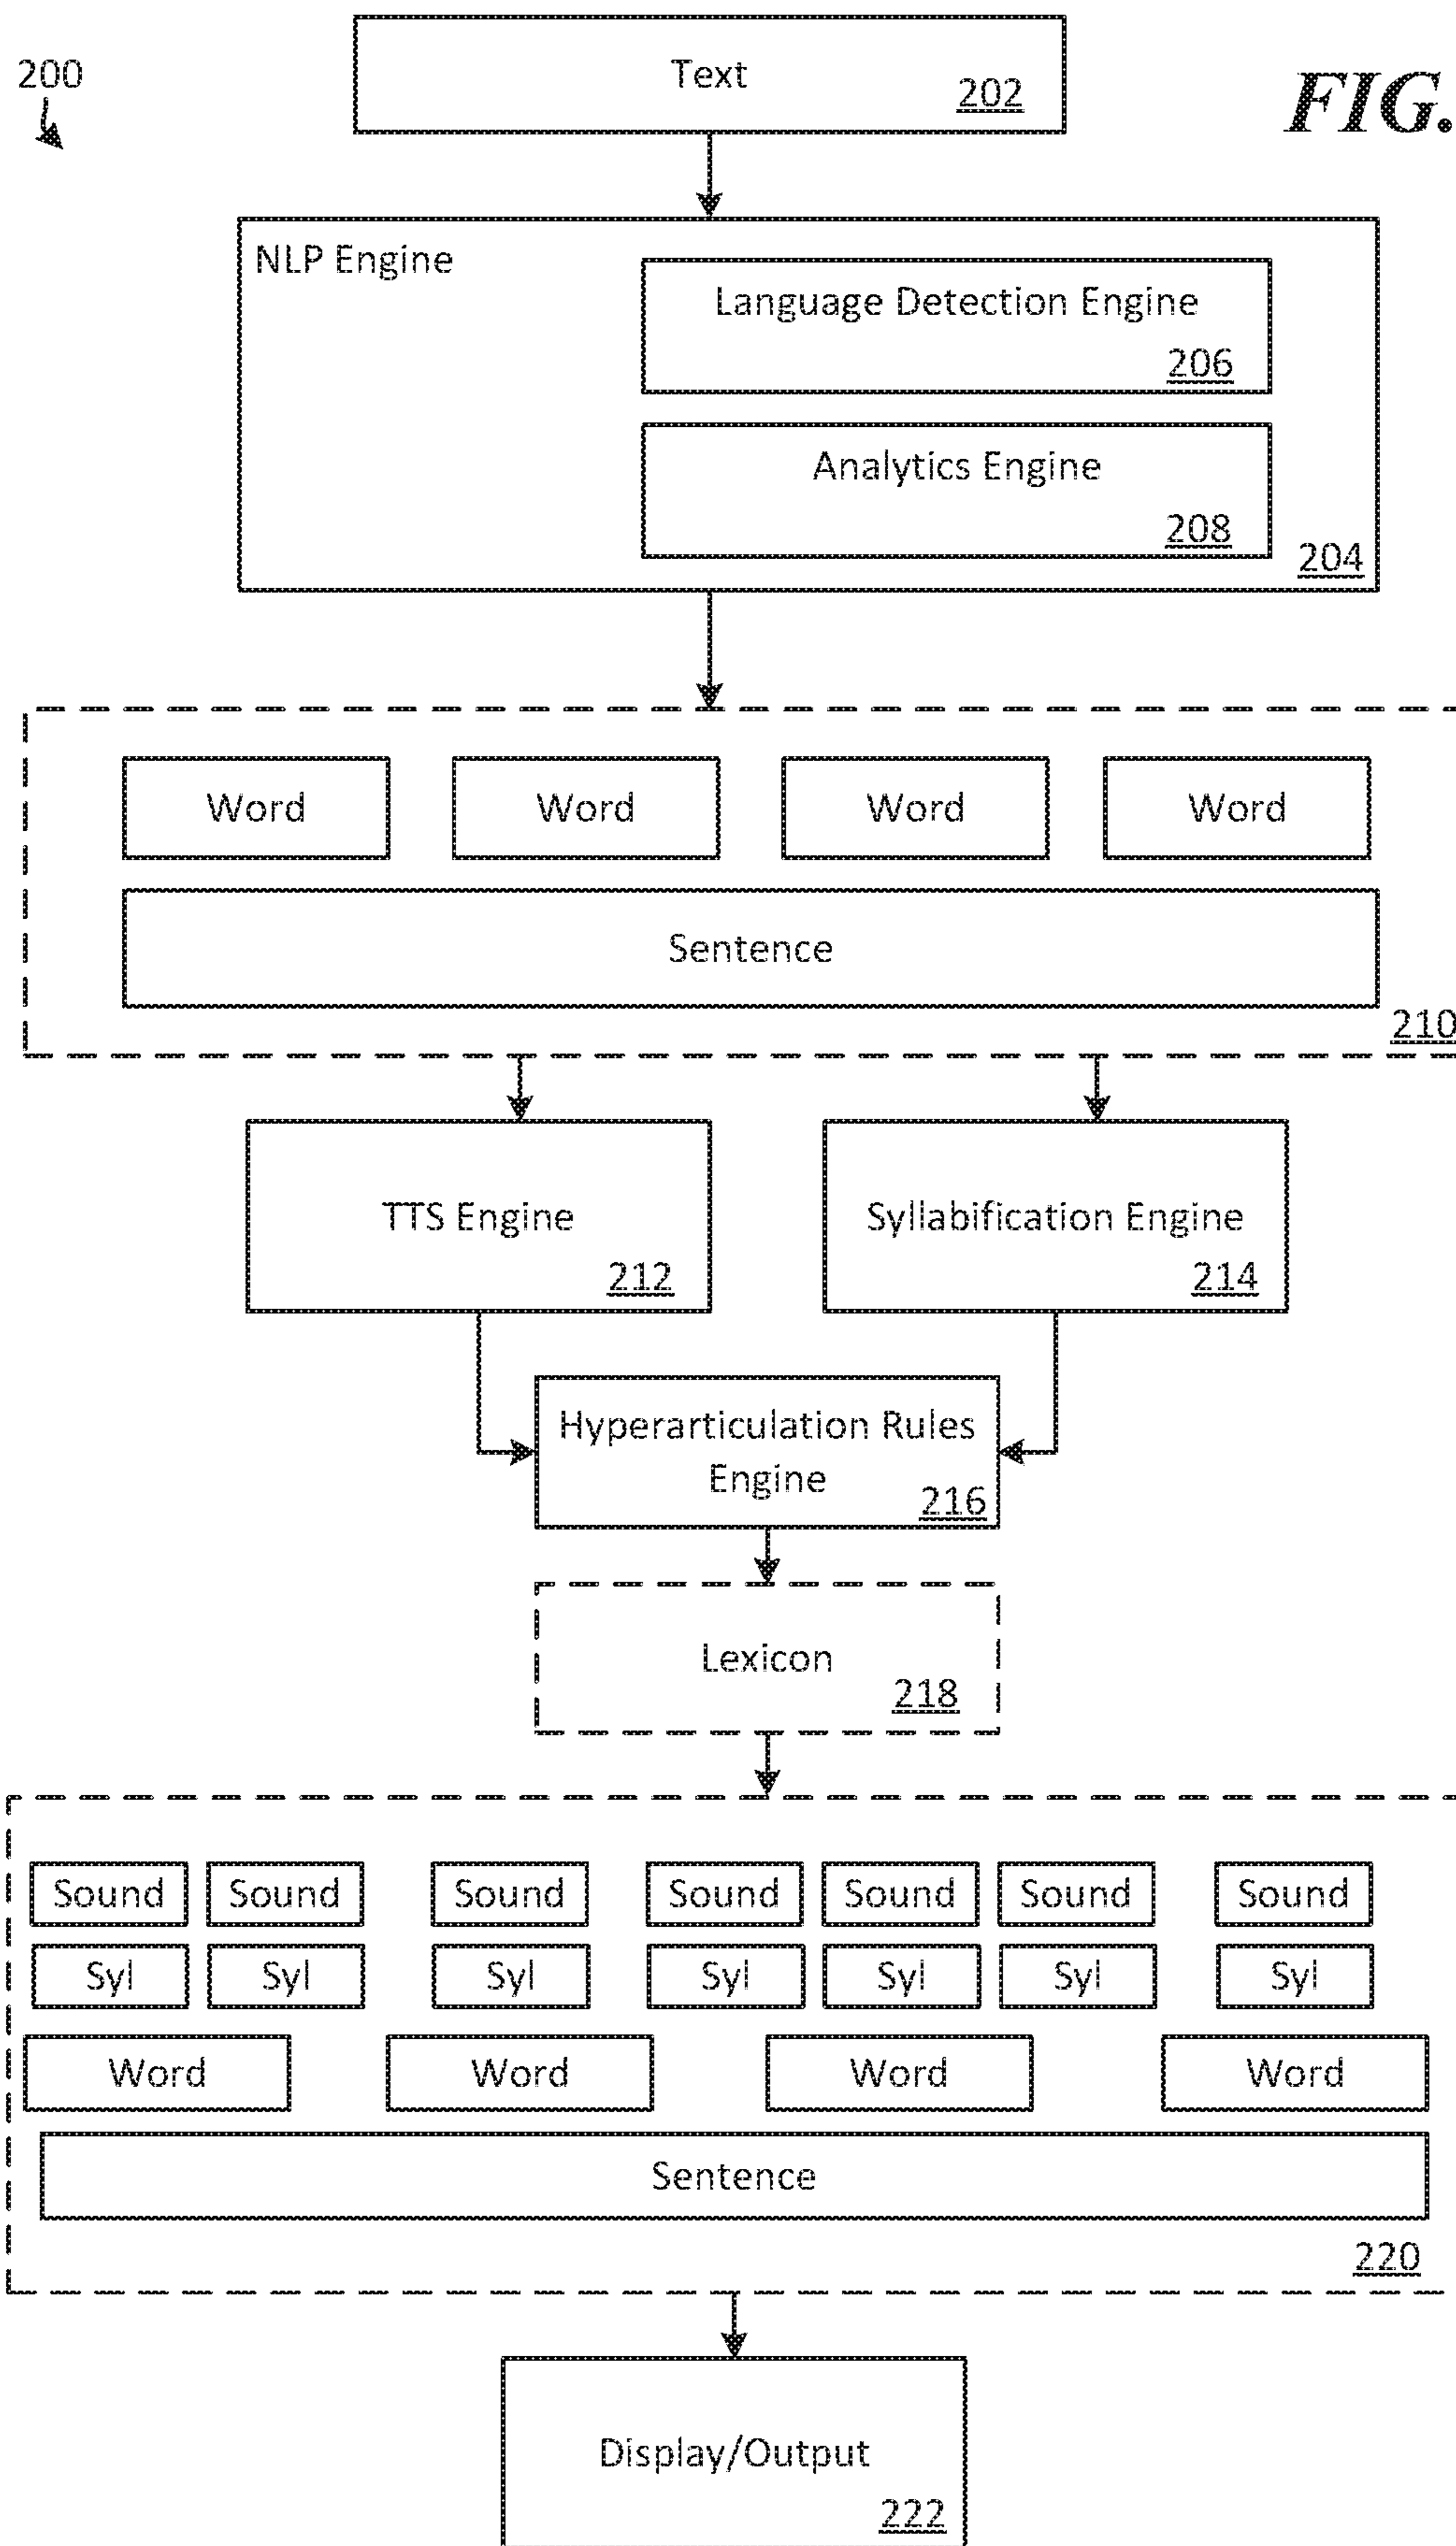 200
Text
202
FIG.
NLP Engine
Language Detection Engine
206
Analytics Engine
208
204
Word Word Word Word
Sentence
210
TTS Engine
212
Syllabification Engine
214
Hyperarticulation Rules
Engine
216
Lexicon
218
Sound Sound Sound Sound Sound Sound Sound
Syl Syl Syl Syl Syl Syl Syl
Word Word Word Word
Sentence
220
Display/Output
222